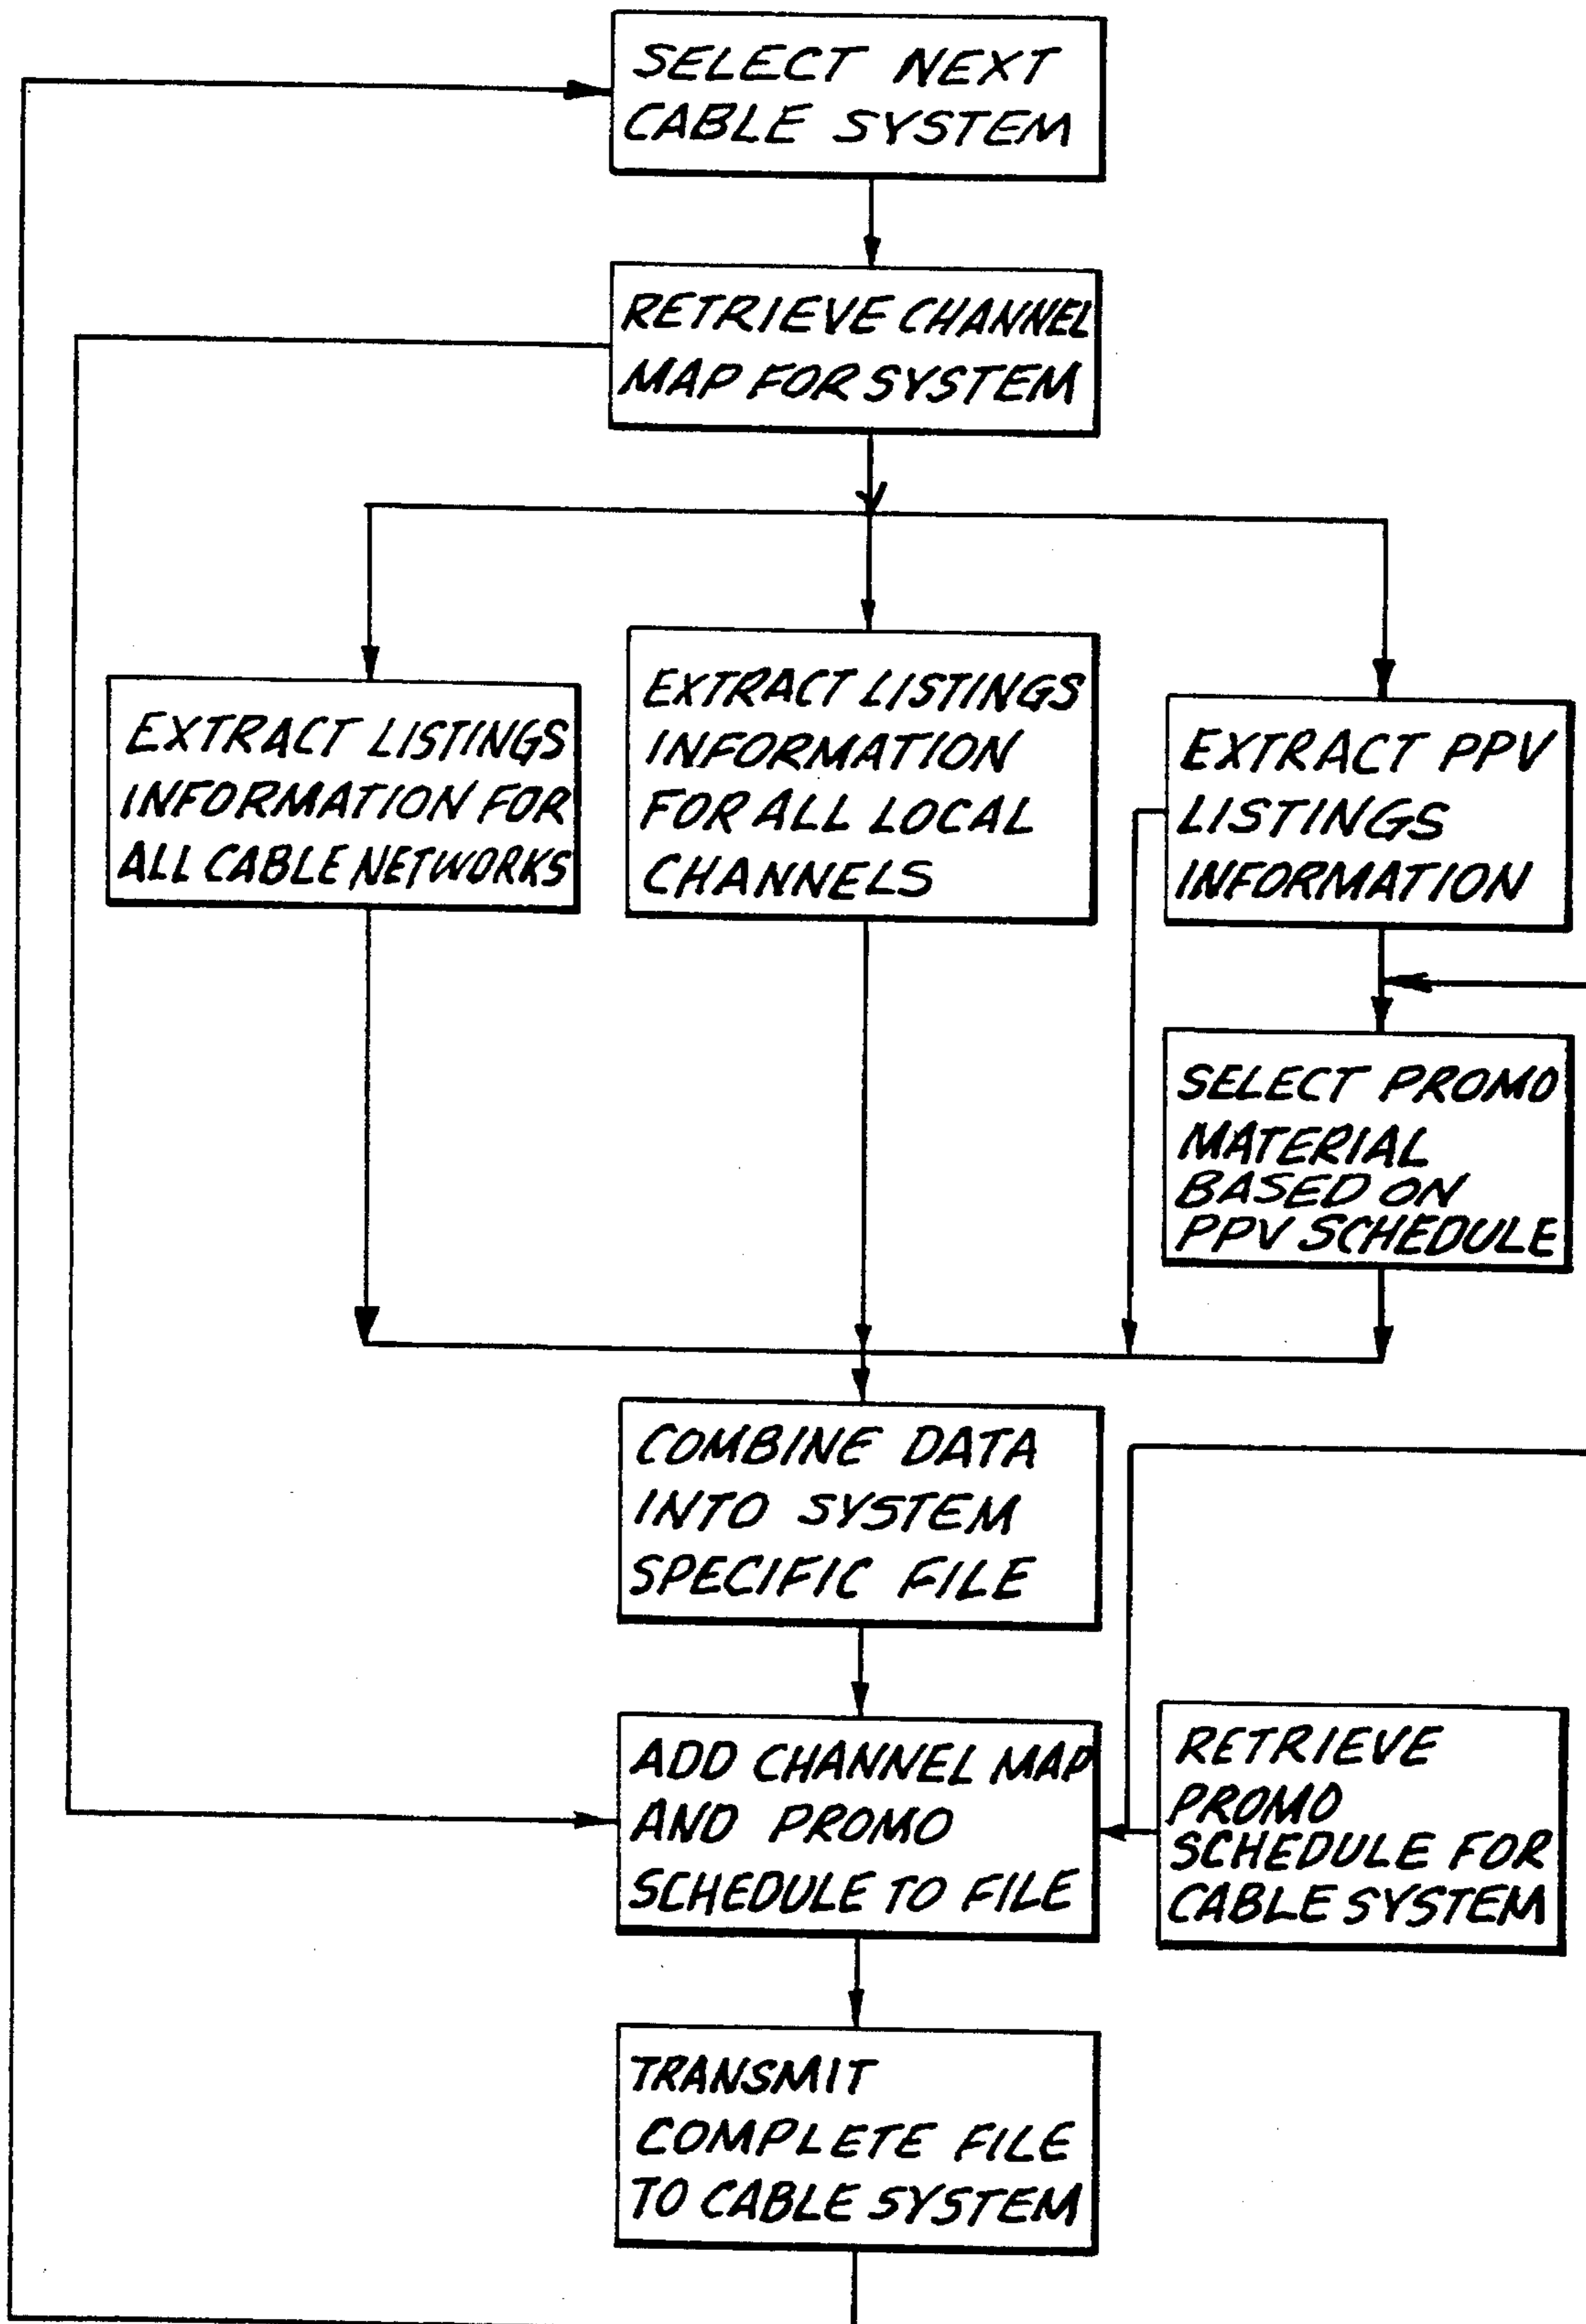 SELECT NEXT
CABLE SYSTEM
RETRIEVE CHANNEL
MAP FOR SYSTEM
EXTRACT LISTINGS
INFORMATION FOR
ALL CABLE NETWORKS
EXTRACT LISTINGS
INFORMATION
FOR ALL LOCAL
CHANNELS
EXTRACT PPV
LISTINGS
INFORMATION
SELECT PROMO
MATERIAL
BASED ON
PPV SCHEDULE
COMBINE DATA
INTO SYSTEM
SPECIFIC FILE
ADD CHANNEL MAP
AND PROMO
SCHEDULE TO FILE
RETRIEVE
PROMO
SCHEDULE FOR
CABLE SYSTEM
TRANSMIT
COMPLETE FILE
TO CABLE SYSTEM